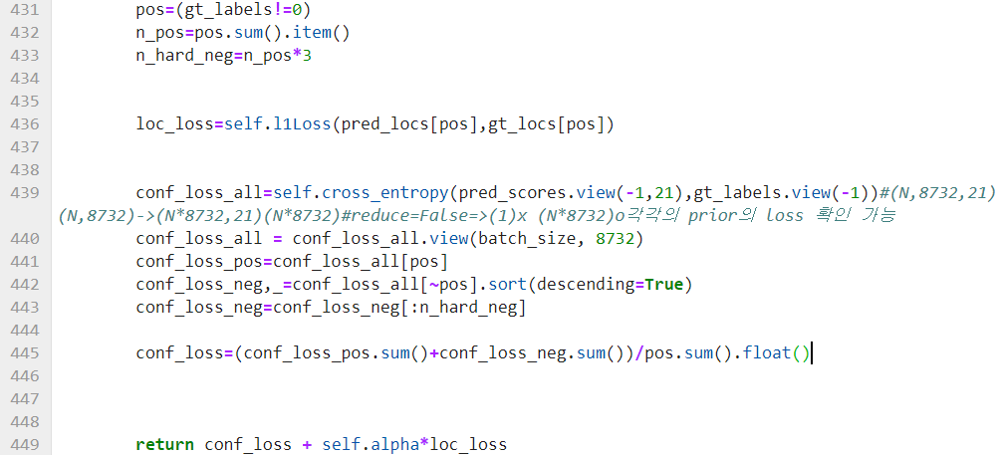 431 pos=(gt_labels!=0)
432 n_pos=pos.sum().item()
433 n_hard_neg=n_pos*3
434
435
436 loc_loss=self.l1Loss(pred_locs[pos],gt_locs[pos])
437
438
439 conf_loss_all=self.cross_entropy(pred_scores.view(-1,21),gt_labels.view(-1))#(N,8732,21)
(N,8732)->(N*8732,21)(N*8732)#reduce=False=>(1)x (N*8732)o각각의 prior의 loss 확인 가능
440 conf_loss_all = conf_loss_all.view(batch_size, 8732)
441 conf_loss_pos=conf_loss_all[pos]
442 conf_loss_neg,_=conf_loss_all[~pos].sort(descending=True)
443 conf_loss_neg=conf_loss_neg[:n_hard_neg]
444
445 conf_loss=(conf_loss_pos.sum()+conf_loss_neg.sum())/pos.sum().float()
446
447
448
449 return conf_loss + self.alpha*loc_loss